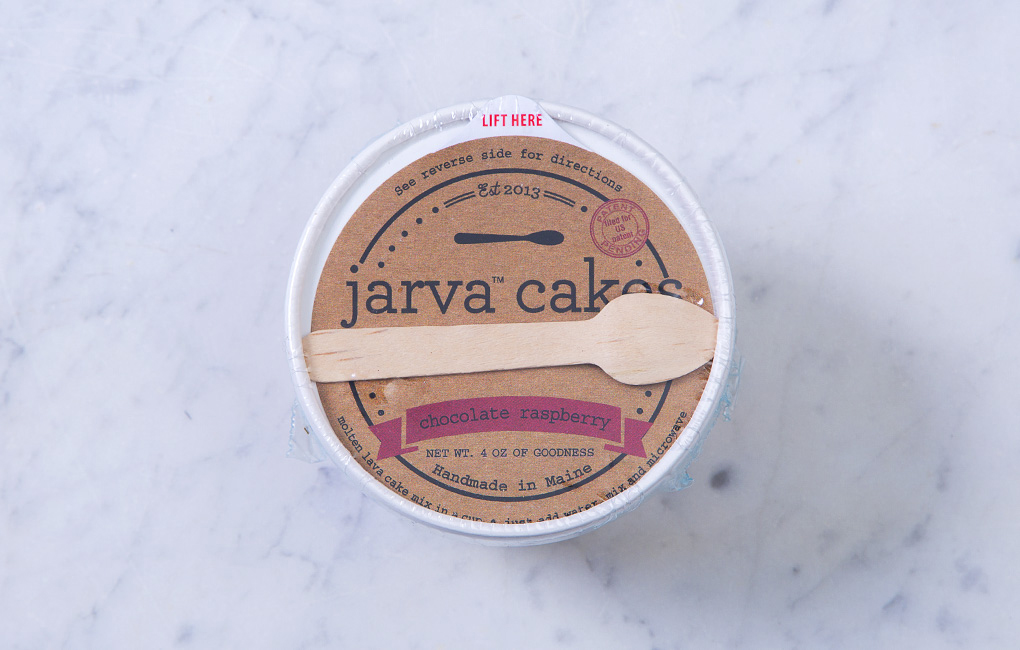 LIFT HERE
See reverse side for directions
Est 2013
PATENT
filed for
US
patent
PENDING
jarva™ cakes
chocolate raspberry
NET WT. 4 OZ OF GOODNESS
Handmade in Maine
molten lava cake mix in a cup just add water, mix and microwave